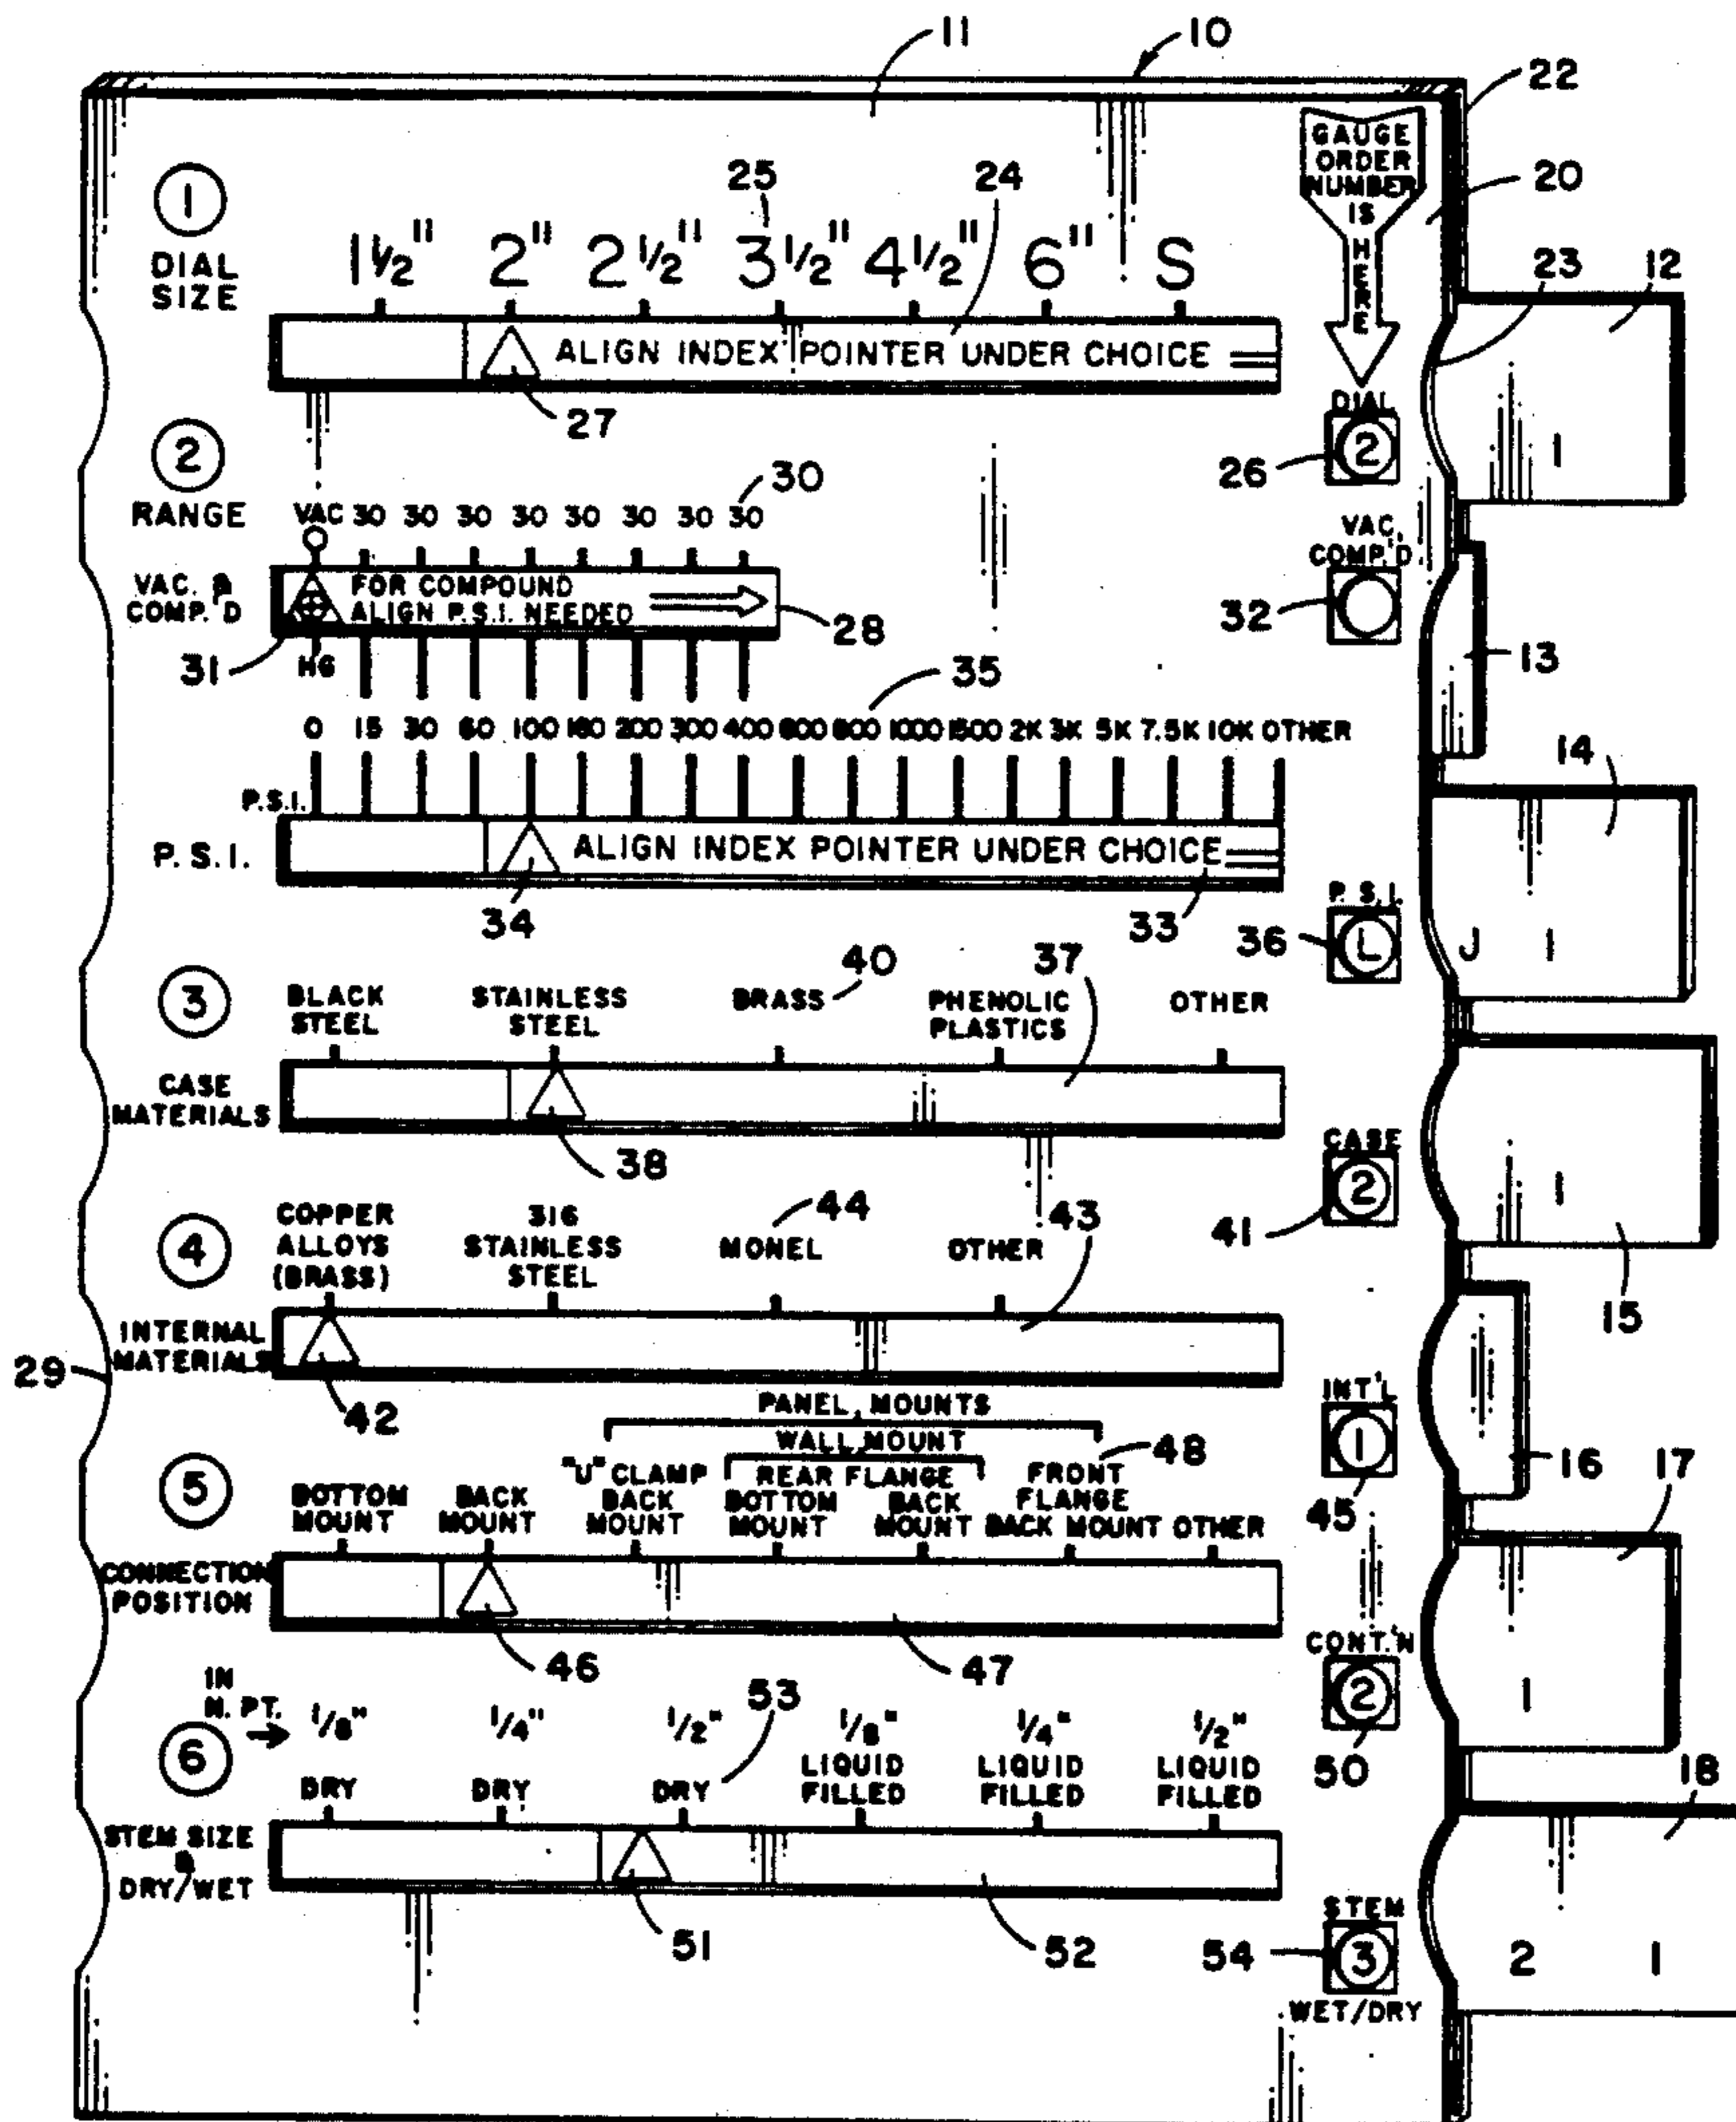 11
10
22
GAUGE
ORDER
NUMBER
IS
HERE
20
25
24
1
DIAL
SIZE
1½" 2" 2½" 3½" 4½" 6" S
23
12
ALIGN INDEX POINTER UNDER CHOICE
27
DIAL
2
26
1
2
RANGE
30
VAC 30 30 30 30 30 30 30 30
VAC.
COMP.'D
VAC. &
COMP.'D
FOR COMPOUND
ALIGN P.S.I. NEEDED
28
32
31
HG
13
35
0 15 30 60 100 160 200 300 400 600 800 1000 1500 2K 3K 5K 7.5K 10K OTHER
14
P.S.I.
P.S.I.
ALIGN INDEX POINTER UNDER CHOICE
34
33
P.S.I.
36
L
J 1
3
40
37
BLACK
STEEL
STAINLESS
STEEL
BRASS
PHENOLIC
PLASTICS
OTHER
CASE
MATERIALS
38
CASE
2
41
1
15
4
COPPER
ALLOYS
(BRASS)
316
STAINLESS
STEEL
44
MONEL
OTHER
43
INTERNAL
MATERIALS
29
42
INT'L
1
45
16
17
PANEL MOUNTS
WALL MOUNT
48
5
BOTTOM
MOUNT
BACK
MOUNT
"U" CLAMP
BACK
MOUNT
REAR FLANGE
BOTTOM
MOUNT
BACK
MOUNT
FRONT
FLANGE
BACK MOUNT
OTHER
CONNECTION
POSITION
46
47
CONT.'N
2
50
1
18
6
IN
N. PT.
53
1/8"
DRY
1/4"
DRY
1/2"
DRY
1/8"
LIQUID
FILLED
1/4"
LIQUID
FILLED
1/2"
LIQUID
FILLED
STEM SIZE
&
DRY/WET
51
52
STEM
54
3
WET/DRY
2 1